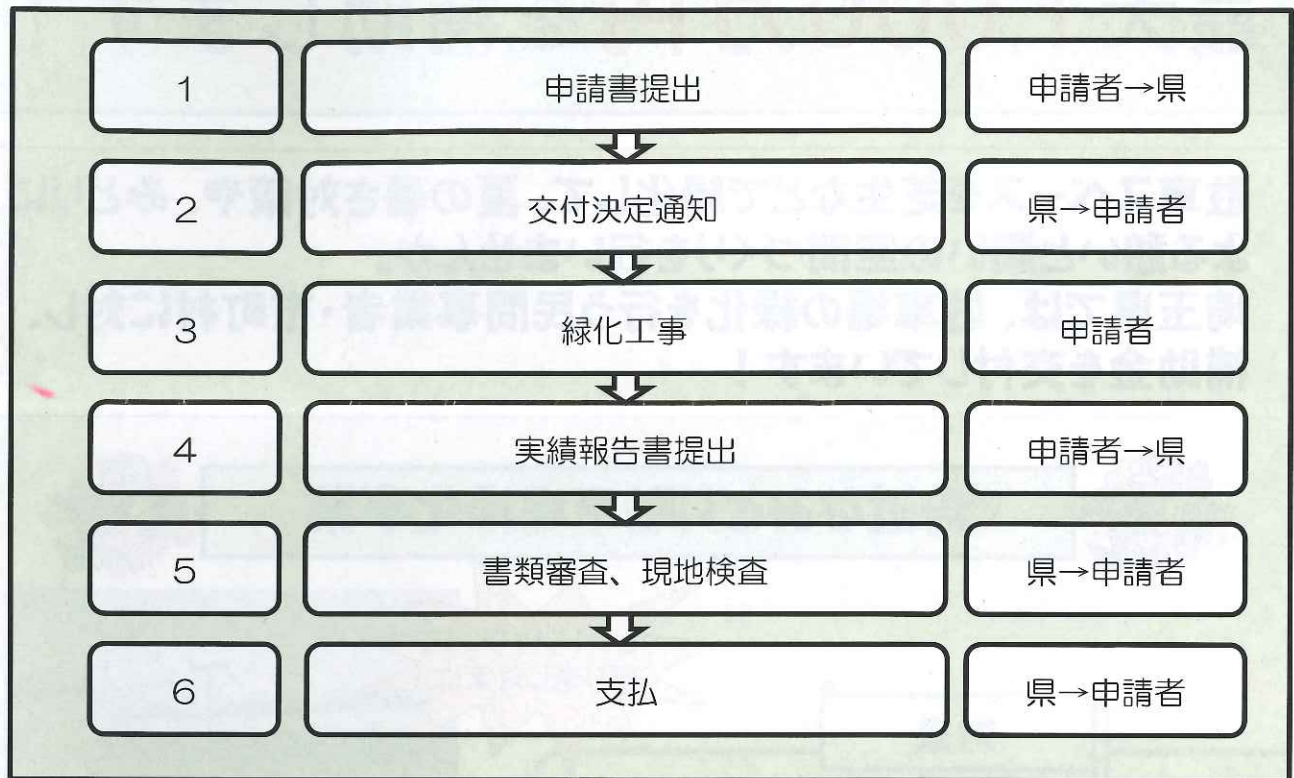 1 申請書提出 申請者→県
2 交付決定通知 県→申請者
3 緑化工事 申請者
4 実績報告書提出 申請者→県
5 書類審査、現地検査 県→申請者
6 支払 県→申請者